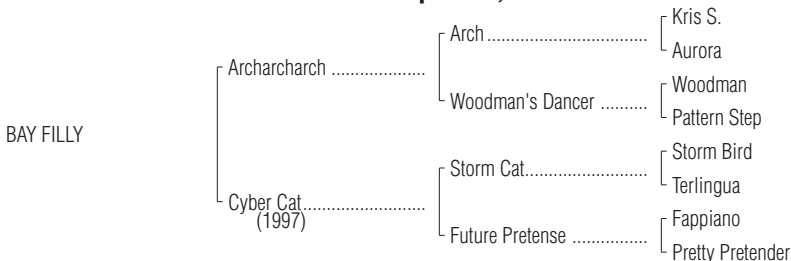 Kris S.
Arch
Aurora
Archarcharch
Woodman
Woodman's Dancer
Pattern Step
BAY FILLY
Storm Bird
Storm Cat
Terlingua
Cyber Cat
(1997)
Fappiano
Future Pretense
Pretty Pretender